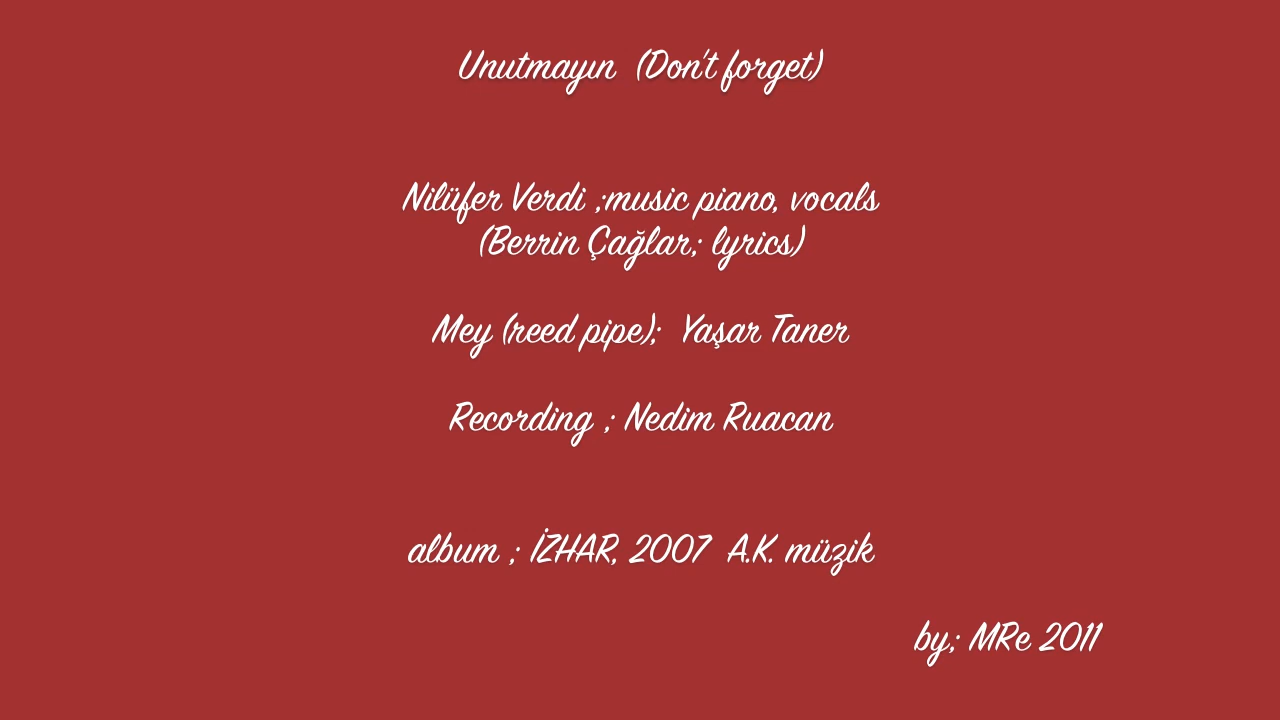 Unutmayın (Don't forget)
Nilüfer Verdi ;music piano, vocals
(Berrin Çağlar; lyrics)
Mey (reed pipe); Yaşar Taner
Recording ; Nedim Ruacan
album ; İZHAR, 2007 A.K. müzik
by; MRe 2011